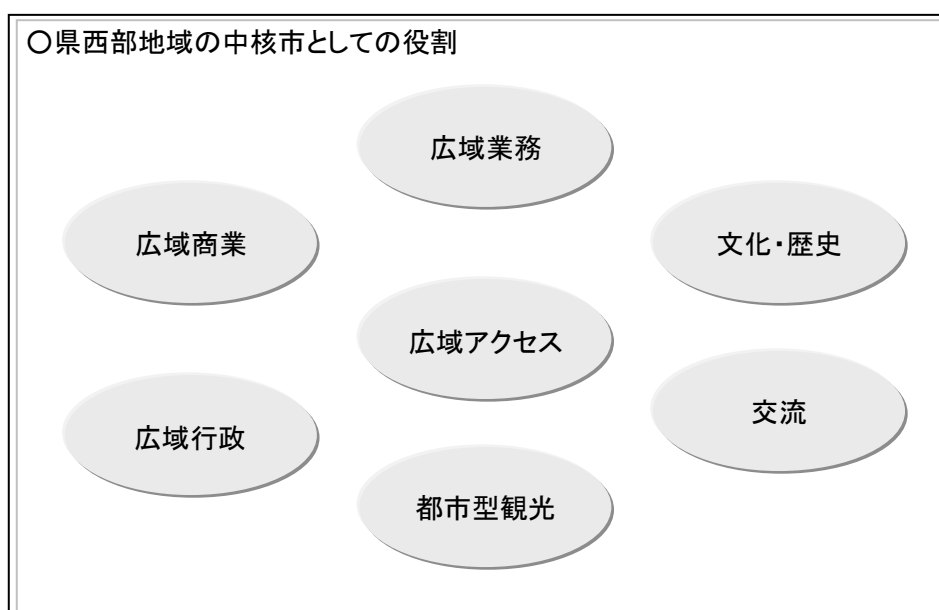 〇県西部地域の中核市としての役割
広域業務
広域商業
文化・歴史
広域アクセス
交流
広域行政
都市型観光